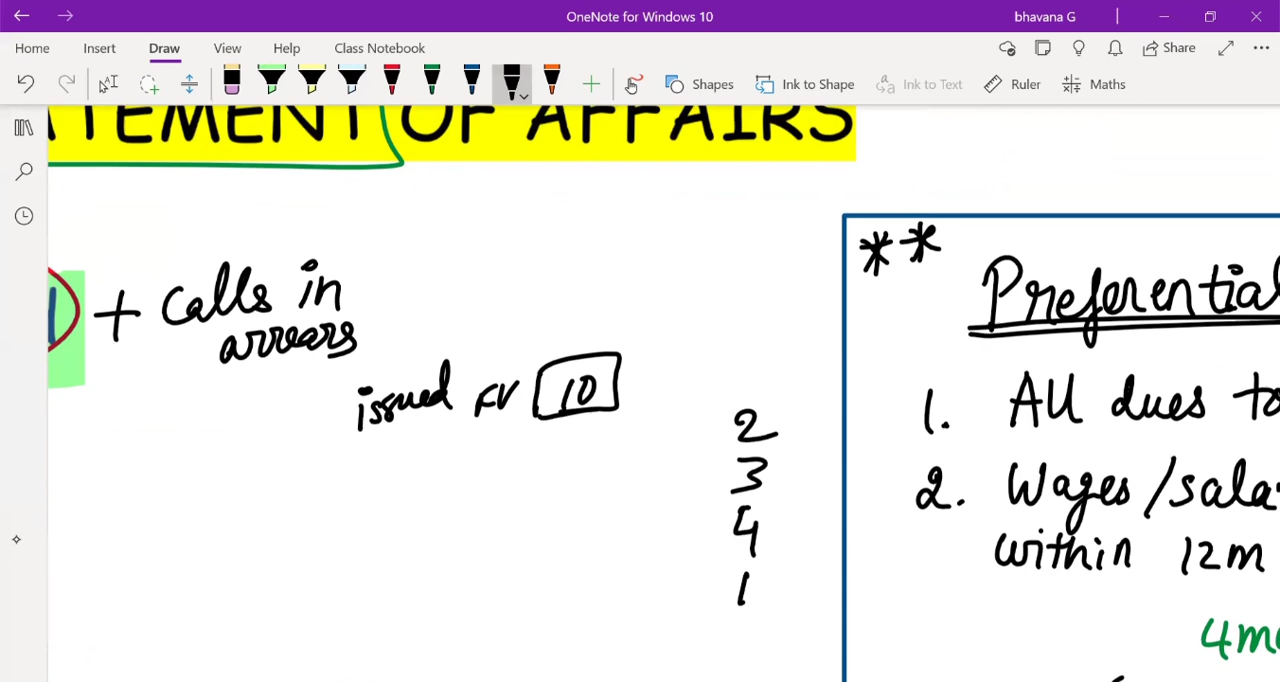 OneNote for Windows 10
bhavana G
Home Insert Draw View Help Class Notebook
Share
Shapes Ink to Shape Ink to Text Ruler Maths
ATEMENT OF AFFAIRS
+ Calls in
arrears
issued FV 10
2
3
4
1
**
Preferential
1. All dues to
2. Wages/sala
within 12m
4m